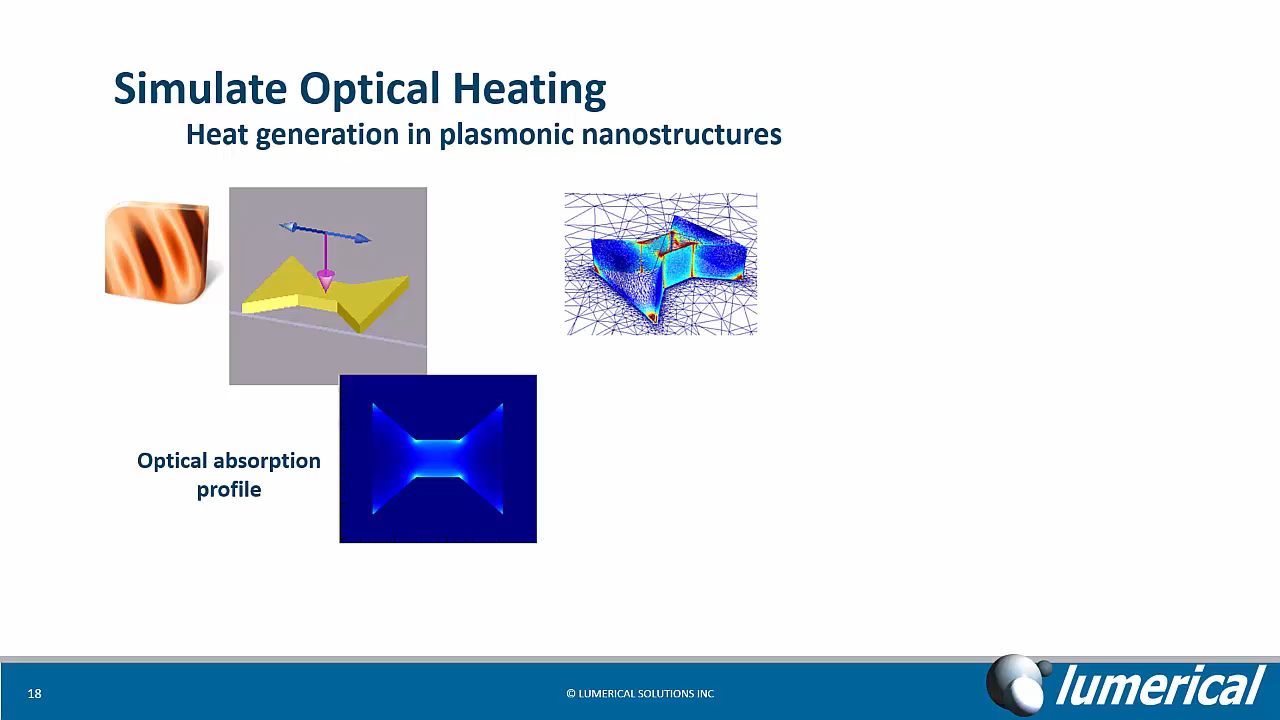 Simulate Optical Heating
Heat generation in plasmonic nanostructures
Optical absorption
profile
18
© LUMERICAL SOLUTIONS INC
lumerical